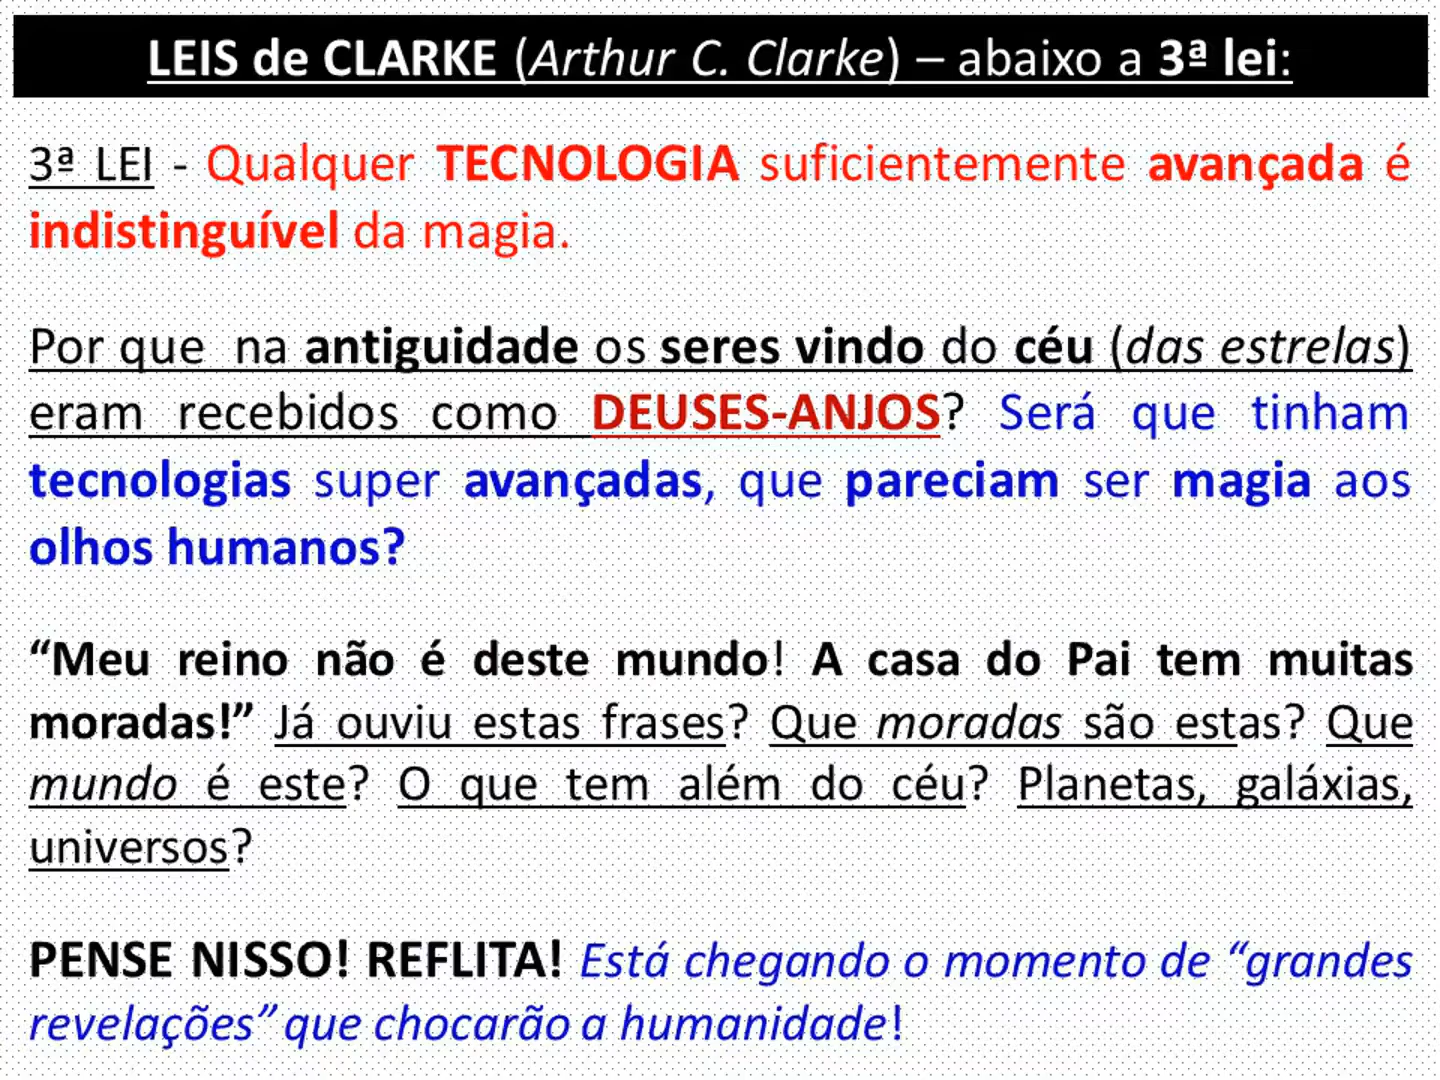 LEIS de CLARKE (Arthur C. Clarke) – abaixo a 3ª lei:
3ª LEI - Qualquer TECNOLOGIA suficientemente avançada é
indistinguível da magia.
Por que na antiguidade os seres vindo do céu (das estrelas)
eram recebidos como DEUSES-ANJOS? Será que tinham
tecnologias super avançadas, que pareciam ser magia aos
olhos humanos?
“Meu reino não é deste mundo! A casa do Pai tem muitas
moradas!” Já ouviu estas frases? Que moradas são estas? Que
mundo é este? O que tem além do céu? Planetas, galáxias,
universos?
PENSE NISSO! REFLITA! Está chegando o momento de “grandes
revelações” que chocarão a humanidade!